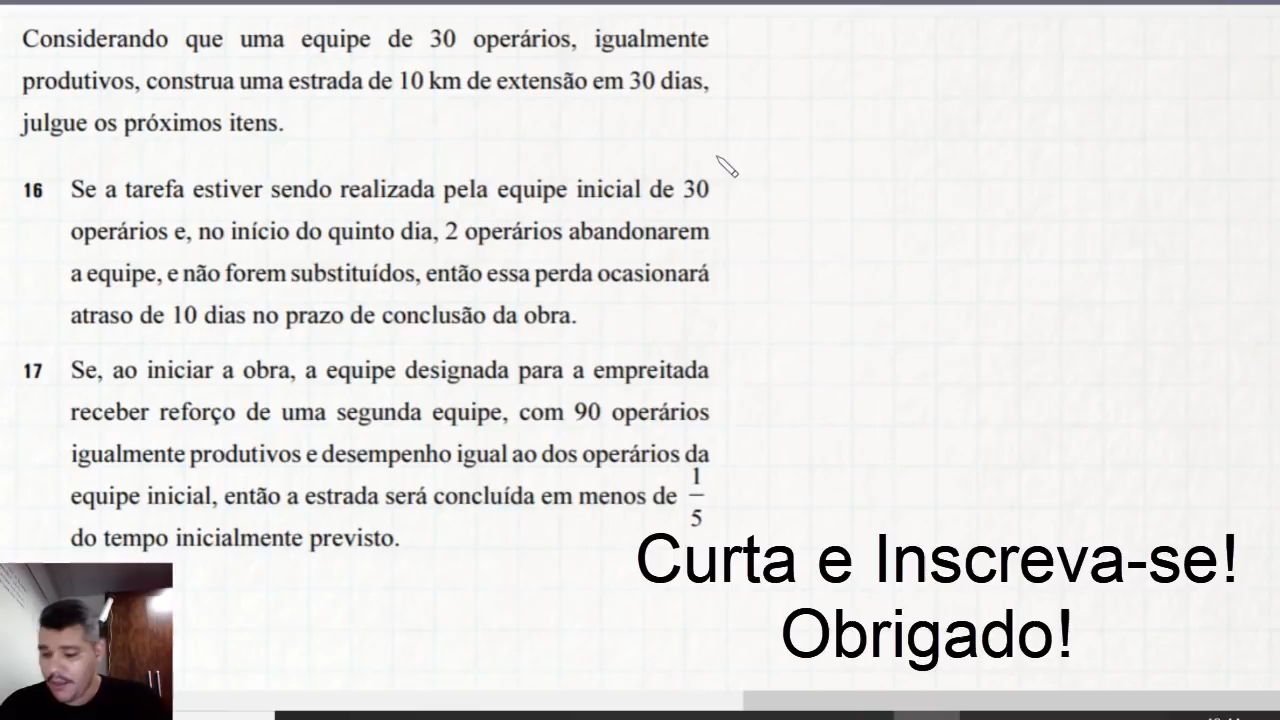 Considerando que uma equipe de 30 operários, igualmente
produtivos, construa uma estrada de 10 km de extensão em 30 dias,
julgue os próximos itens.
16 Se a tarefa estiver sendo realizada pela equipe inicial de 30
operários e, no início do quinto dia, 2 operários abandonarem
a equipe, e não forem substituídos, então essa perda ocasionará
atraso de 10 dias no prazo de conclusão da obra.
17 Se, ao iniciar a obra, a equipe designada para a empreitada
receber reforço de uma segunda equipe, com 90 operários
igualmente produtivos e desempenho igual ao dos operários da
equipe inicial, então a estrada será concluída em menos de 1/5
do tempo inicialmente previsto.
Curta e Inscreva-se!
Obrigado!